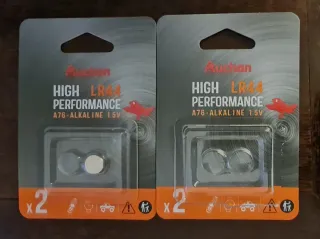 Auchan
HIGH LR44
PERFORMANCE
A76-ALKALINE 1.5V
x2
Auchan
HIGH LR44
PERFORMANCE
A76-ALKALINE 1.5V
x2